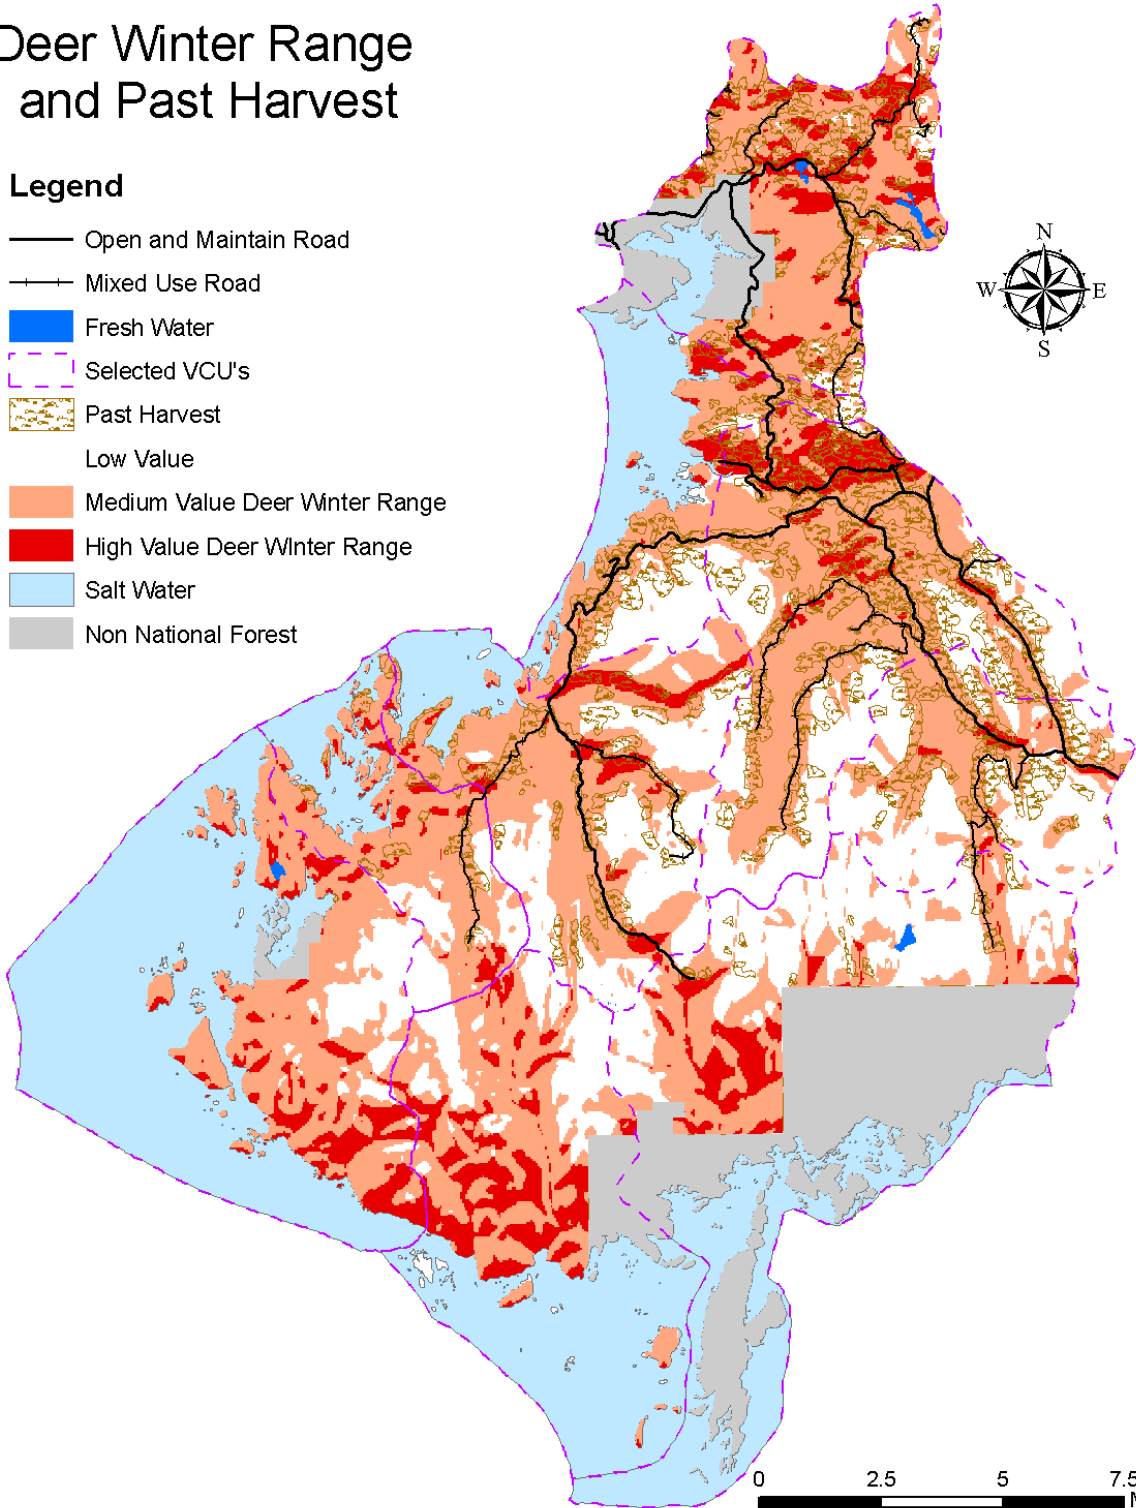 Deer Winter Range
and Past Harvest
Legend
Open and Maintain Road
Mixed Use Road
Fresh Water
Selected VCU's
Past Harvest
Low Value
Medium Value Deer Winter Range
High Value Deer WInter Range
Salt Water
Non National Forest
N
W E
S
0 2.5 5 7.5
M